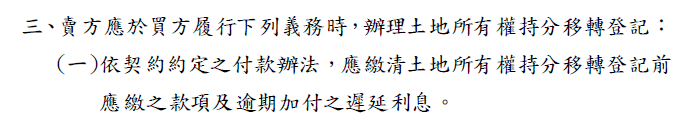 三、賣方應於買方履行下列義務時，辦理土地所有權持分移轉登記：
(一)依契約約定之付款辦法，應繳清土地所有權持分移轉登記前
應繳之款項及逾期加付之遲延利息。